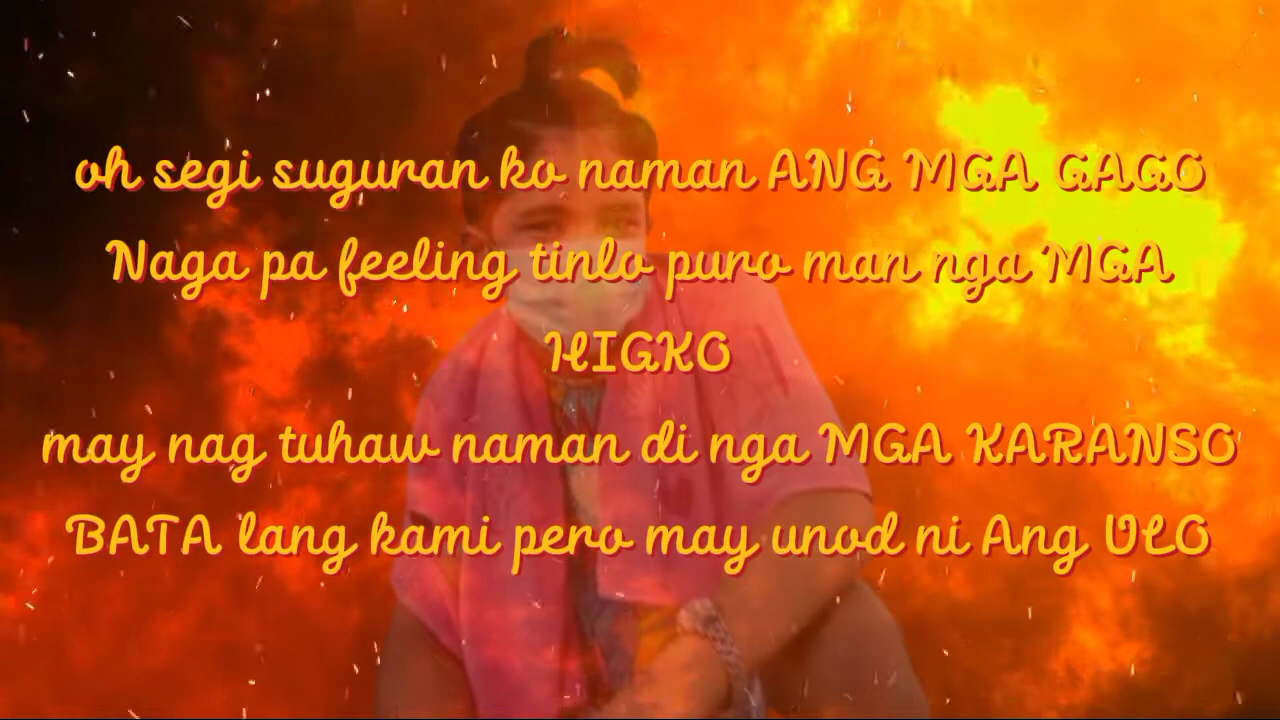 oh segi suguran ko naman ANG MGA GAGO
Naga pa feeling tinlo puro man nga MGA
HIGKO
may nag tuhaw naman di nga MGA KARANSO
BATA lang kami pero may unod ni Ang ULO